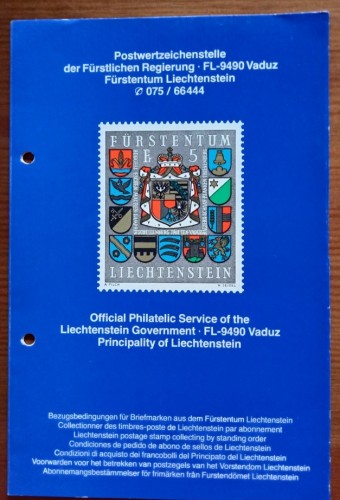 Postwertzeichenstelle
der Fürstlichen Regierung · FL-9490 Vaduz
Fürstentum Liechtenstein
✆ 075 / 66444
FÜRSTENTUM
Fr. 5
LIECHTENSTEIN
Official Philatelic Service of the
Liechtenstein Government · FL-9490 Vaduz
Principality of Liechtenstein
Bezugsbedingungen für Briefmarken aus dem Fürstentum Liechtenstein
Collectionner des timbres-poste de Liechtenstein par abonnement
Liechtenstein postage stamp collecting by standing order
Condiciones de pedido de abono de sellos de Liechtenstein
Condizioni di acquisto dei francobolli del Principato del Liechtenstein
Voorwaarden voor het betrekken van postzegels van het Vorstendom Liechtenstein
Abonnemangsbestämmelser för frimärken från Furstendömet Liechtenstein